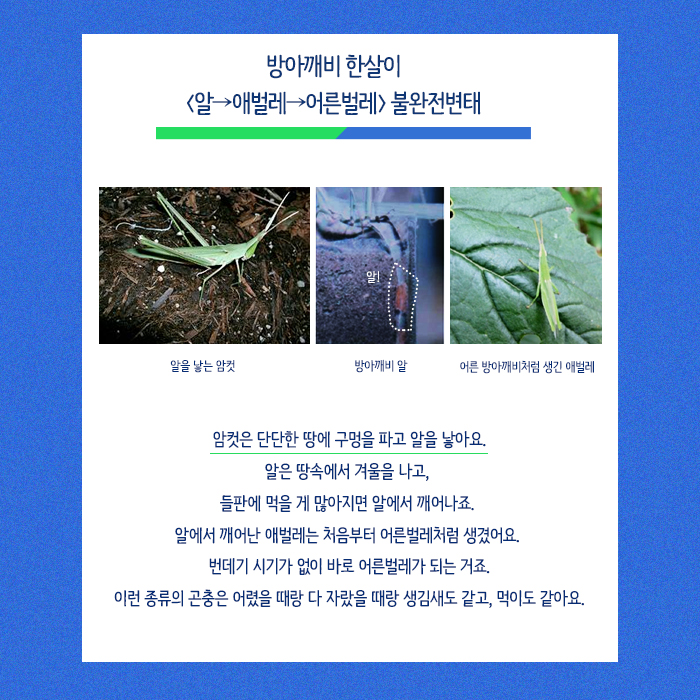 방아깨비 한살이
<알→애벌레→어른벌레> 불완전변태
알
알을 낳는 암컷
방아깨비 알
어른 방아깨비처럼 생긴 애벌레
암컷은 단단한 땅에 구멍을 파고 알을 낳아요.
알은 땅속에서 겨울을 나고,
들판에 먹을 게 많아지면 알에서 깨어나죠.
알에서 깨어난 애벌레는 처음부터 어른벌레처럼 생겼어요.
번데기 시기가 없이 바로 어른벌레가 되는 거죠.
이런 종류의 곤충은 어렸을 때랑 다 자랐을 때랑 생김새도 같고, 먹이도 같아요.